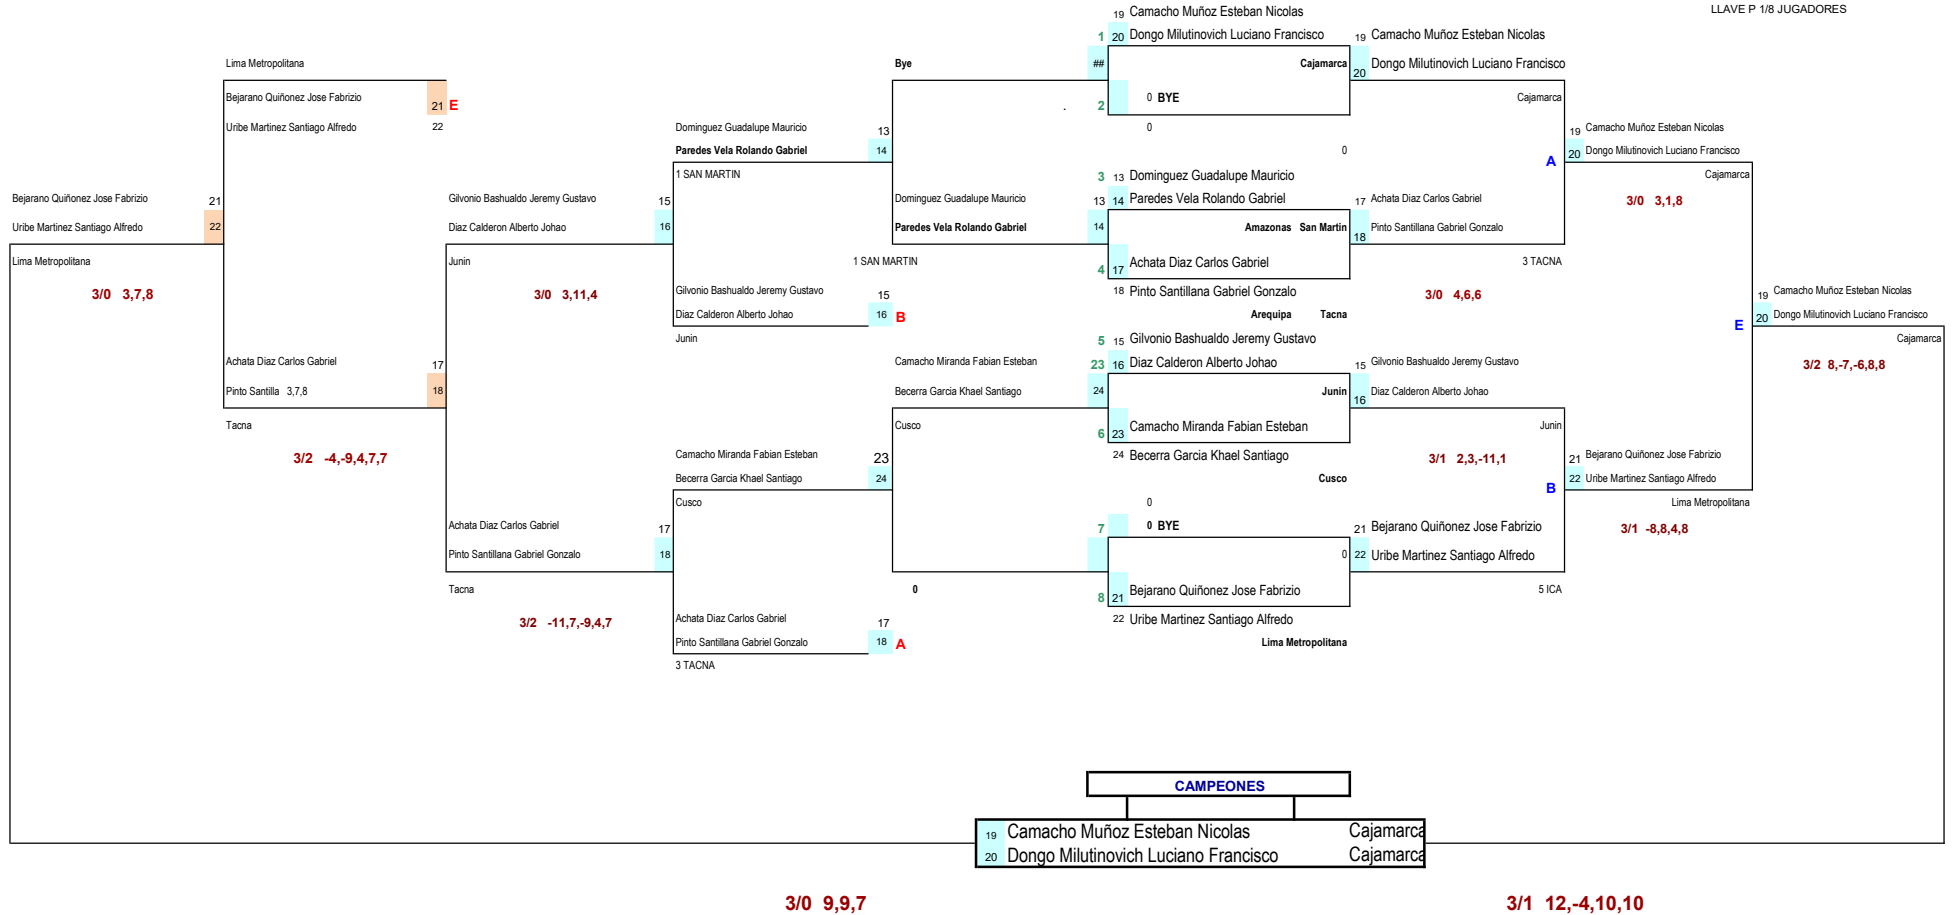 LLAVE P 1/8 JUGADORES
Lima Metropolitana
Bejarano Quiñonez Jose Fabrizio
21 E
Uribe Martinez Santiago Alfredo 22
Bejarano Quiñonez Jose Fabrizio 21
Uribe Martinez Santiago Alfredo 22
Lima Metropolitana
3/0 3,7,8
Achata Diaz Carlos Gabriel 17
Pinto Santilla 3,7,8 18
Tacna
3/2 -4,-9,4,7,7
Gilvonio Bashualdo Jeremy Gustavo 15
Diaz Calderon Alberto Johao 16
Junin
3/0 3,11,4
Achata Diaz Carlos Gabriel 17
Pinto Santillana Gabriel Gonzalo 18
Tacna
3/2 -11,7,-9,4,7
Dominguez Guadalupe Mauricio 13
Paredes Vela Rolando Gabriel 14
1 SAN MARTIN
Gilvonio Bashualdo Jeremy Gustavo 15
Diaz Calderon Alberto Johao 16 B
Junin
Camacho Miranda Fabian Esteban 23
Becerra Garcia Khael Santiago 24
Cusco
Achata Diaz Carlos Gabriel 17
Pinto Santillana Gabriel Gonzalo 18 A
3 TACNA
Bye ##
.
Dominguez Guadalupe Mauricio 13
Paredes Vela Rolando Gabriel 14
1 SAN MARTIN
Camacho Miranda Fabian Esteban 23
Becerra Garcia Khael Santiago 24
Cusco
0
19 Camacho Muñoz Esteban Nicolas
1 20 Dongo Milutinovich Luciano Francisco
Cajamarca
2 0 BYE
0
0
3 13 Dominguez Guadalupe Mauricio
14 Paredes Vela Rolando Gabriel
Amazonas San Martin
4 17 Achata Diaz Carlos Gabriel
18 Pinto Santillana Gabriel Gonzalo
Arequipa Tacna
5 15 Gilvonio Bashualdo Jeremy Gustavo
16 Diaz Calderon Alberto Johao
Junin
6 23 Camacho Miranda Fabian Esteban
24 Becerra Garcia Khael Santiago
Cusco
0
7 0 BYE
0
8 21 Bejarano Quiñonez Jose Fabrizio
22 Uribe Martinez Santiago Alfredo
Lima Metropolitana
19 Camacho Muñoz Esteban Nicolas
20 Dongo Milutinovich Luciano Francisco
Cajamarca
17 Achata Diaz Carlos Gabriel
18 Pinto Santillana Gabriel Gonzalo
3 TACNA
3/0 4,6,6
15 Gilvonio Bashualdo Jeremy Gustavo
16 Diaz Calderon Alberto Johao
Junin
3/1 2,3,-11,1
21 Bejarano Quiñonez Jose Fabrizio
22 Uribe Martinez Santiago Alfredo
5 ICA
19 Camacho Muñoz Esteban Nicolas
A 20 Dongo Milutinovich Luciano Francisco
Cajamarca
3/0 3,1,8
21 Bejarano Quiñonez Jose Fabrizio
B 22 Uribe Martinez Santiago Alfredo
Lima Metropolitana
3/1 -8,8,4,8
19 Camacho Muñoz Esteban Nicolas
E 20 Dongo Milutinovich Luciano Francisco
Cajamarca
3/2 8,-7,-6,8,8
CAMPEONES
19 Camacho Muñoz Esteban Nicolas Cajamarca
20 Dongo Milutinovich Luciano Francisco Cajamarca
3/0 9,9,7
3/1 12,-4,10,10